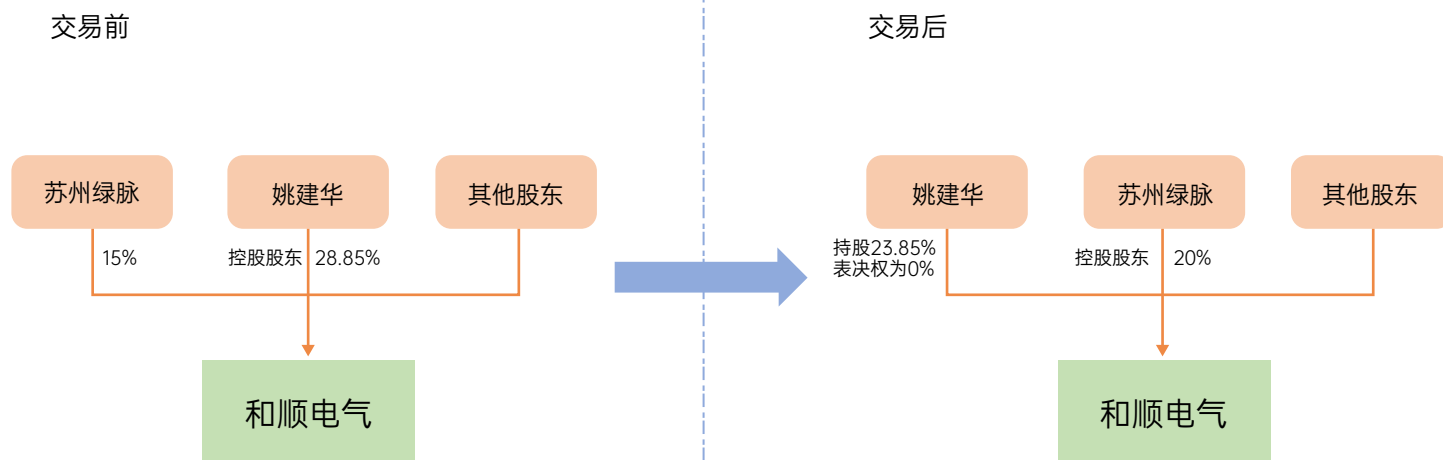 交易前
苏州绿脉
姚建华
其他股东
15%
控股股东
28.85%
和顺电气
交易后
姚建华
苏州绿脉
其他股东
持股23.85%
表决权为0%
控股股东
20%
和顺电气